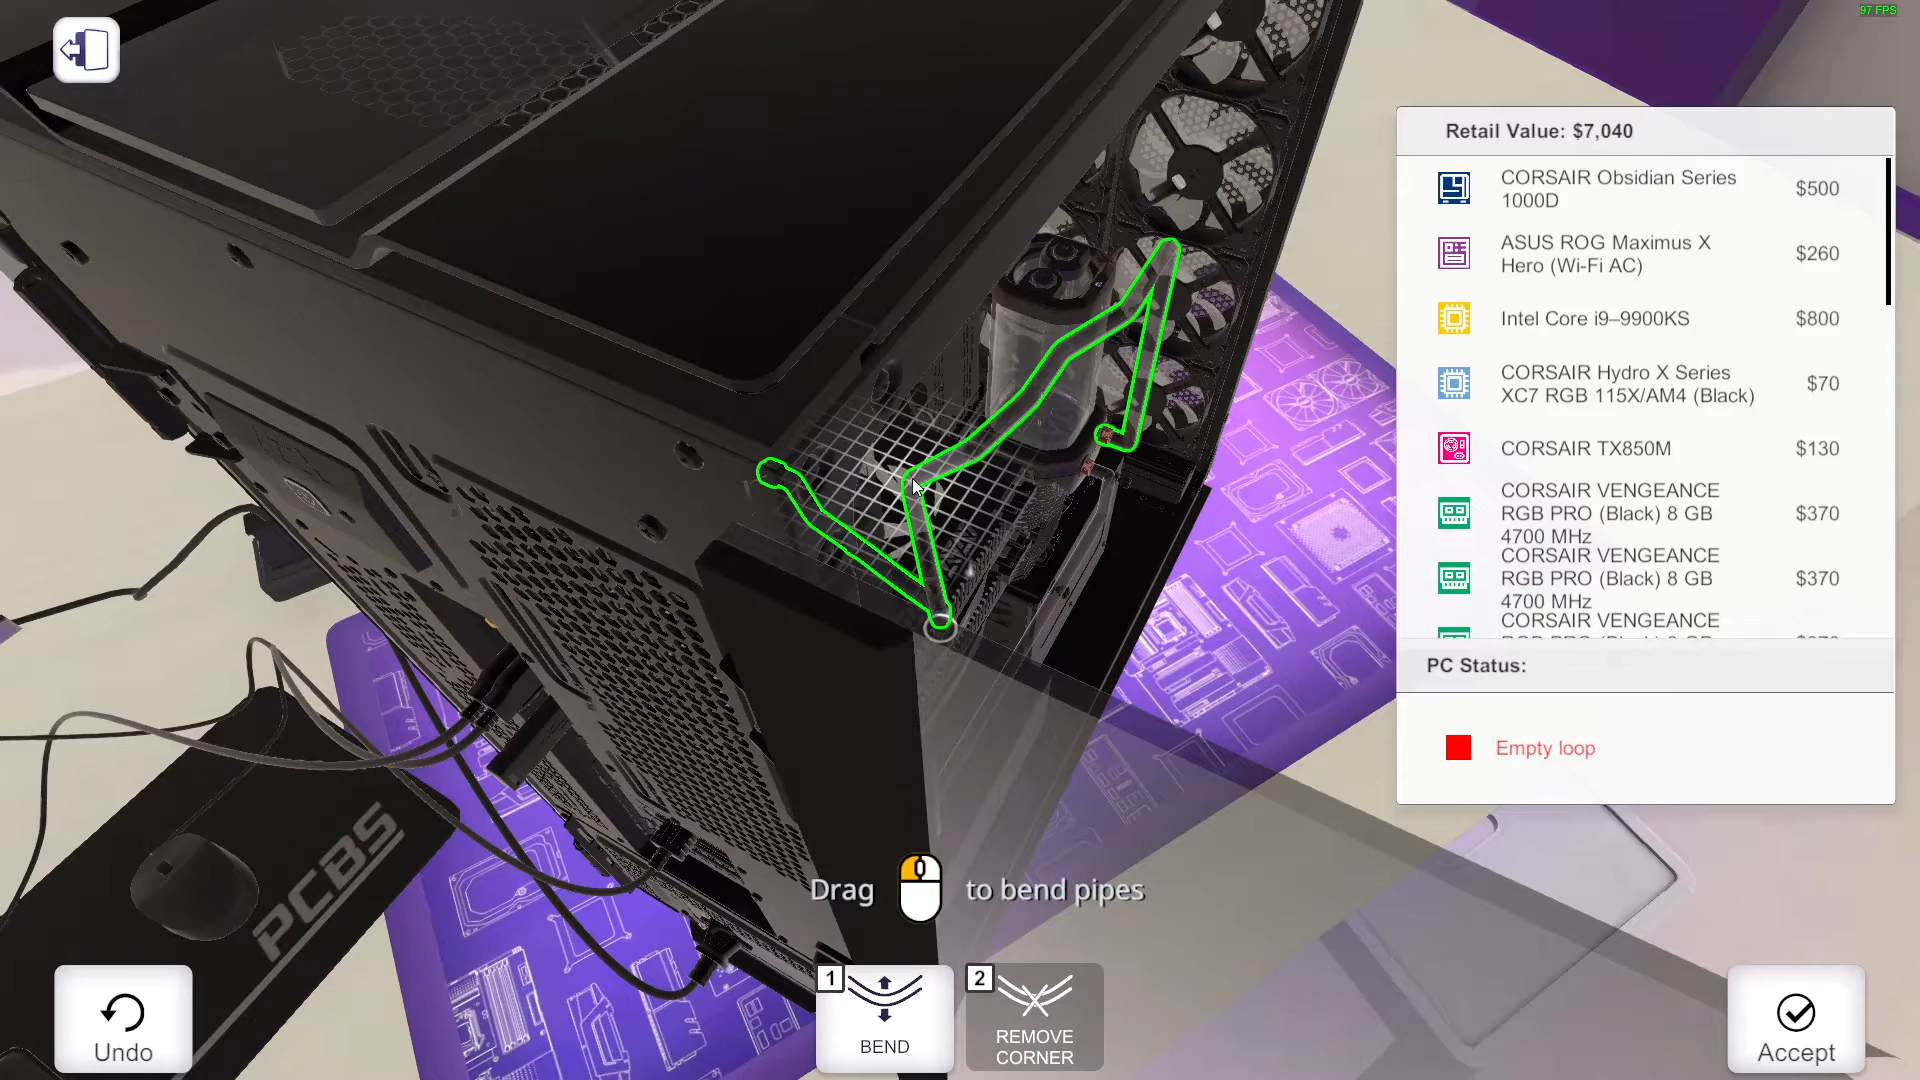 97 FPS
Retail Value: $7,040
CORSAIR Obsidian Series
1000D
$500
ASUS ROG Maximus X
Hero (Wi-Fi AC)
$260
Intel Core i9–9900KS
$800
CORSAIR Hydro X Series
XC7 RGB 115X/AM4 (Black)
$70
CORSAIR TX850M
$130
CORSAIR VENGEANCE
RGB PRO (Black) 8 GB
4700 MHz
$370
CORSAIR VENGEANCE
RGB PRO (Black) 8 GB
4700 MHz
$370
CORSAIR VENGEANCE
PC Status:
Empty loop
PCBS
Drag to bend pipes
Undo
1
BEND
2
REMOVE
CORNER
Accept